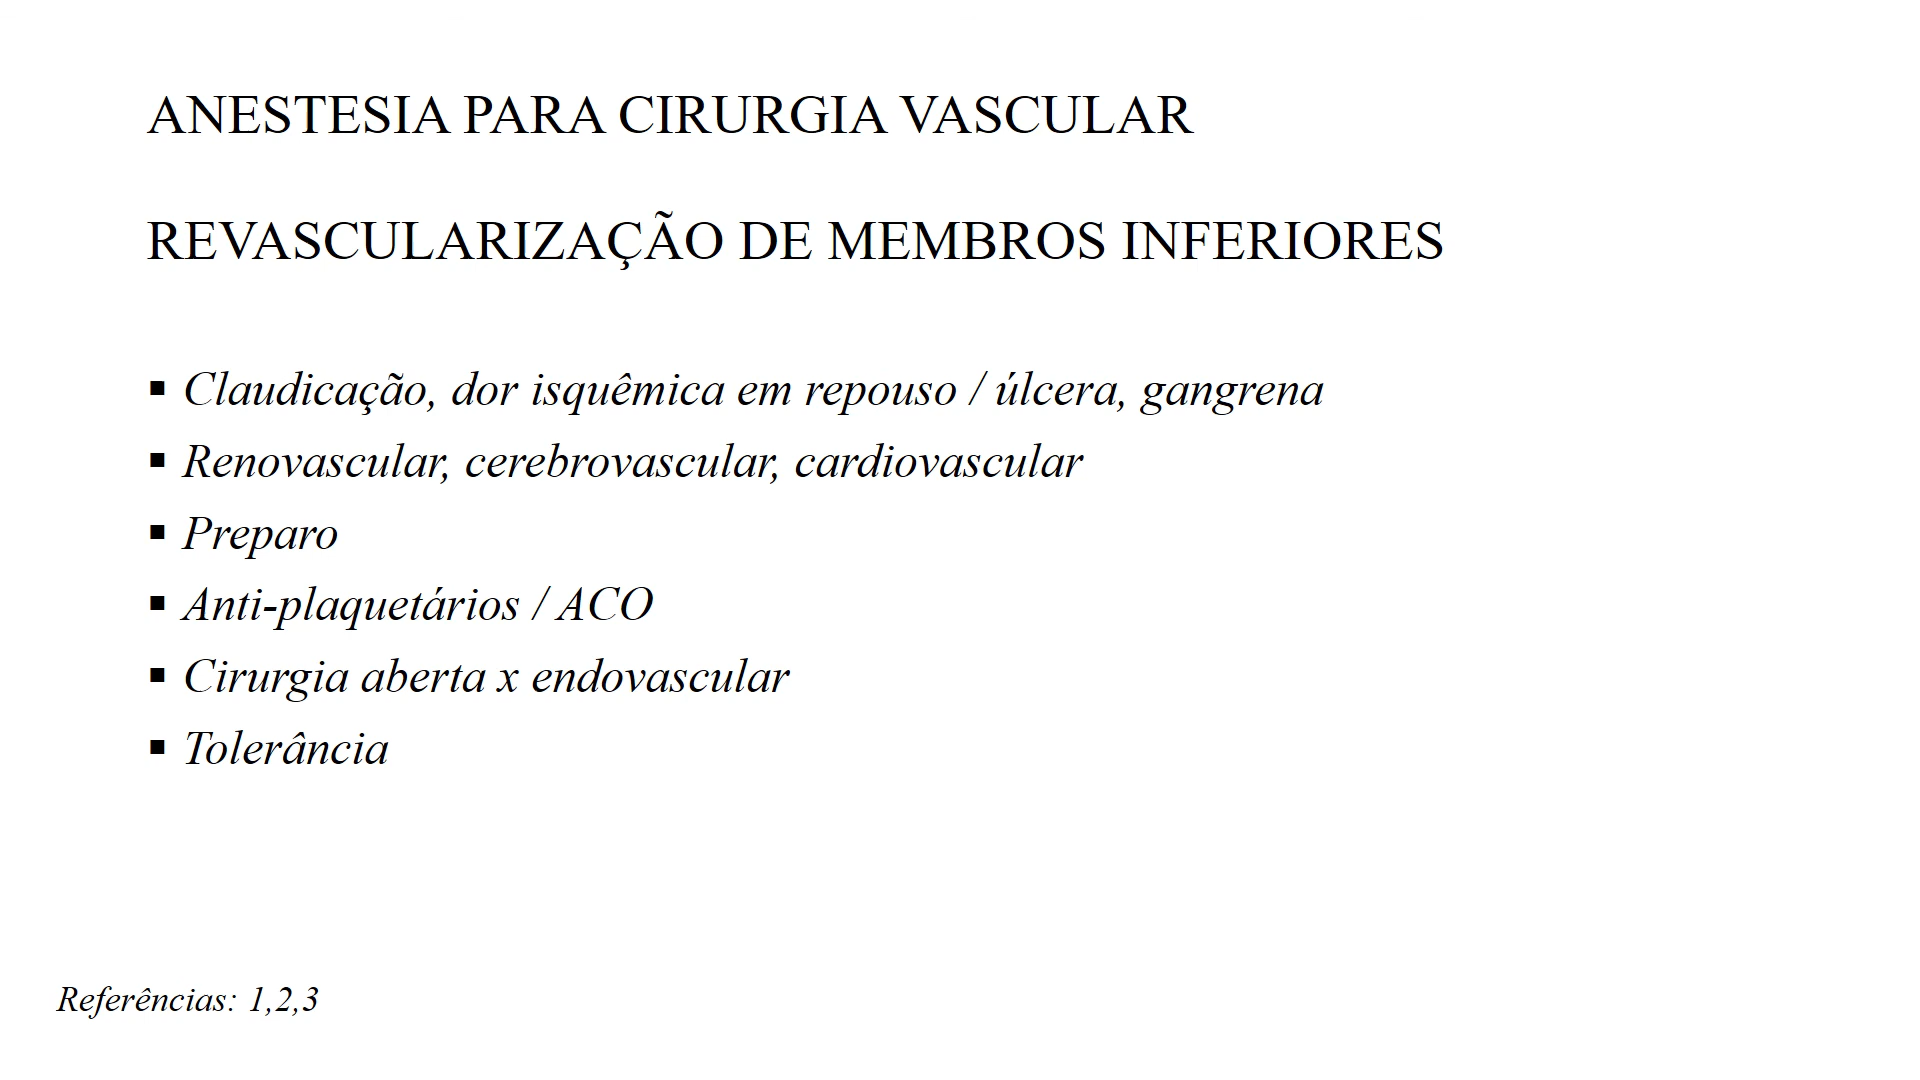 ANESTESIA PARA CIRURGIA VASCULAR
REVASCULARIZAÇÃO DE MEMBROS INFERIORES
▪ Claudicação, dor isquêmica em repouso / úlcera, gangrena
▪ Renovascular, cerebrovascular, cardiovascular
▪ Preparo
▪ Anti-plaquetários / ACO
▪ Cirurgia aberta x endovascular
▪ Tolerância
Referências: 1,2,3